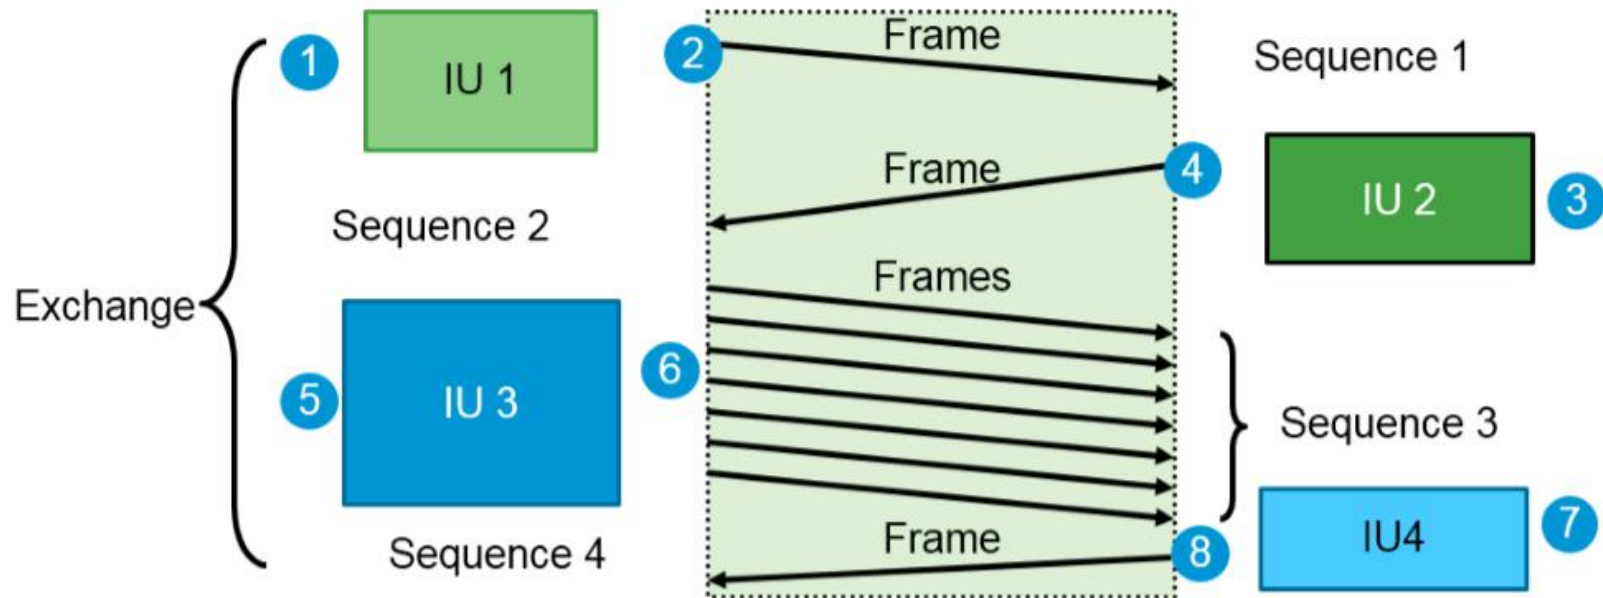 Frame
1
IU 1
2
Sequence 1
Frame
4
IU 2
3
Sequence 2
Frames
Exchange
5
IU 3
6
Sequence 3
Frame
8
IU4
7
Sequence 4